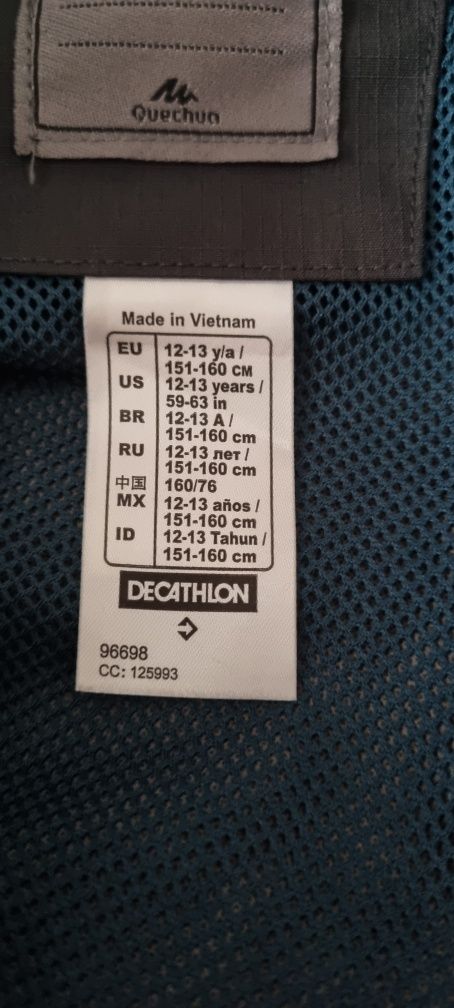 Quechua
Made in Vietnam
EU 12-13 y/a /
151-160 CM
US 12-13 years /
59-63 in
BR 12-13 A /
151-160 cm
RU 12-13 лет /
151-160 cm
中国 160/76
MX 12-13 años /
151-160 cm
ID 12-13 Tahun /
151-160 cm
DECATHLON
96698
CC: 125993